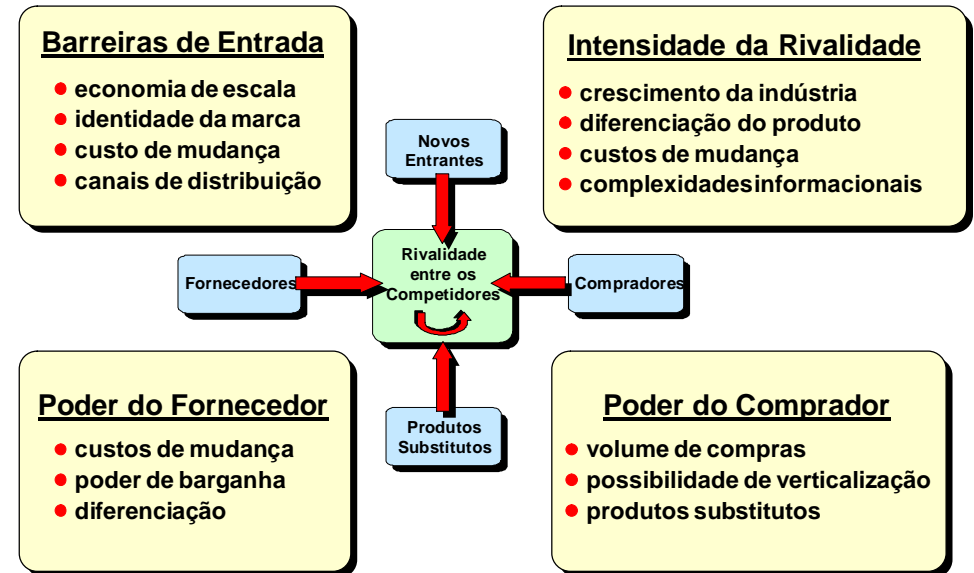 Barreiras de Entrada
economia de escala
identidade da marca
custo de mudança
canais de distribuição
Intensidade da Rivalidade
crescimento da indústria
diferenciação do produto
custos de mudança
complexidades informacionais
Novos
Entrantes
Fornecedores
Rivalidade
entre os
Competidores
Compradores
Produtos
Substitutos
Poder do Fornecedor
custos de mudança
poder de barganha
diferenciação
Poder do Comprador
volume de compras
possibilidade de verticalização
produtos substitutos